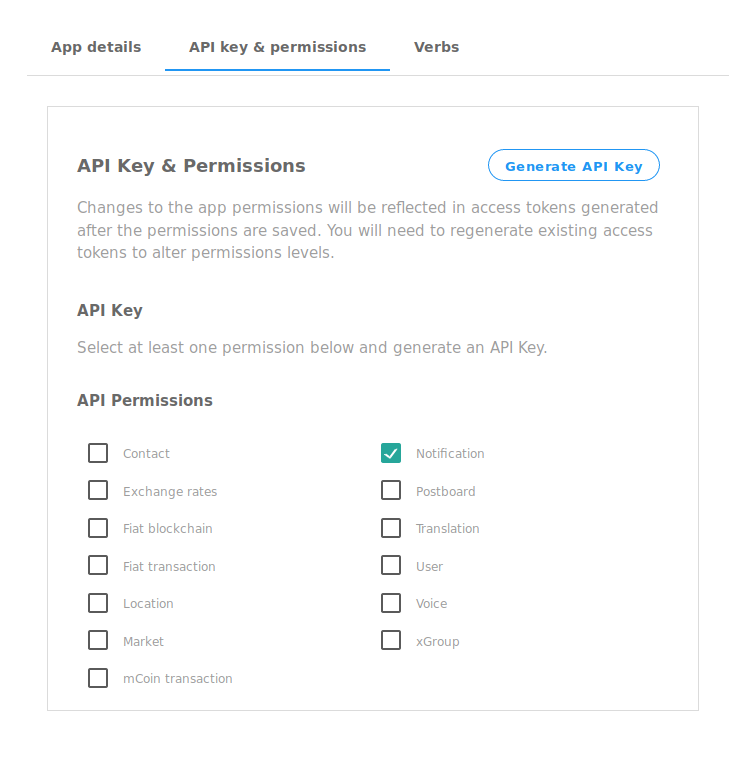 App details
API key & permissions
Verbs
API Key & Permissions
Generate API Key
Changes to the app permissions will be reflected in access tokens generated
after the permissions are saved. You will need to regenerate existing access
tokens to alter permissions levels.
API Key
Select at least one permission below and generate an API Key.
API Permissions
Contact
Notification
Exchange rates
Postboard
Fiat blockchain
Translation
Fiat transaction
User
Location
Voice
Market
xGroup
mCoin transaction